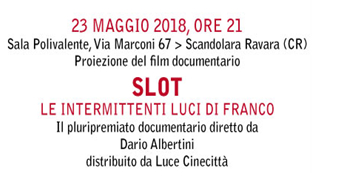 23 MAGGIO 2018, ORE 21
Sala Polivalente, Via Marconi 67 > Scandolara Ravara (CR)
Proiezione del film documentario
SLOT
LE INTERMITTENTI LUCI DI FRANCO
Il pluripremiato documentario diretto da
Dario Albertini
distribuito da Luce Cinecittà